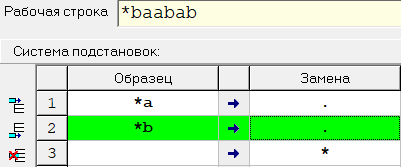 Рабочая строка *baabab
Система подстановок:
Образец Замена
1 *a → .
2 *b → .
3 → *